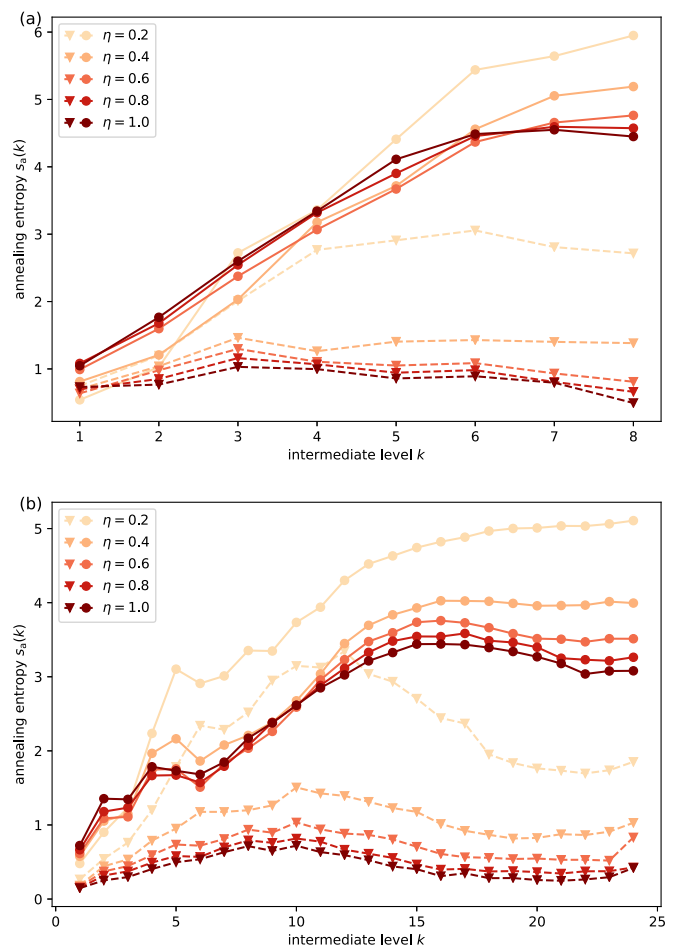 (a)
6
5
4
3
2
1
annealing entropy sₐ(k)
η = 0.2
η = 0.4
η = 0.6
η = 0.8
η = 1.0
1 2 3 4 5 6 7 8
intermediate level k
(b)
5
4
3
2
1
0
annealing entropy sₐ(k)
η = 0.2
η = 0.4
η = 0.6
η = 0.8
η = 1.0
0 5 10 15 20 25
intermediate level k